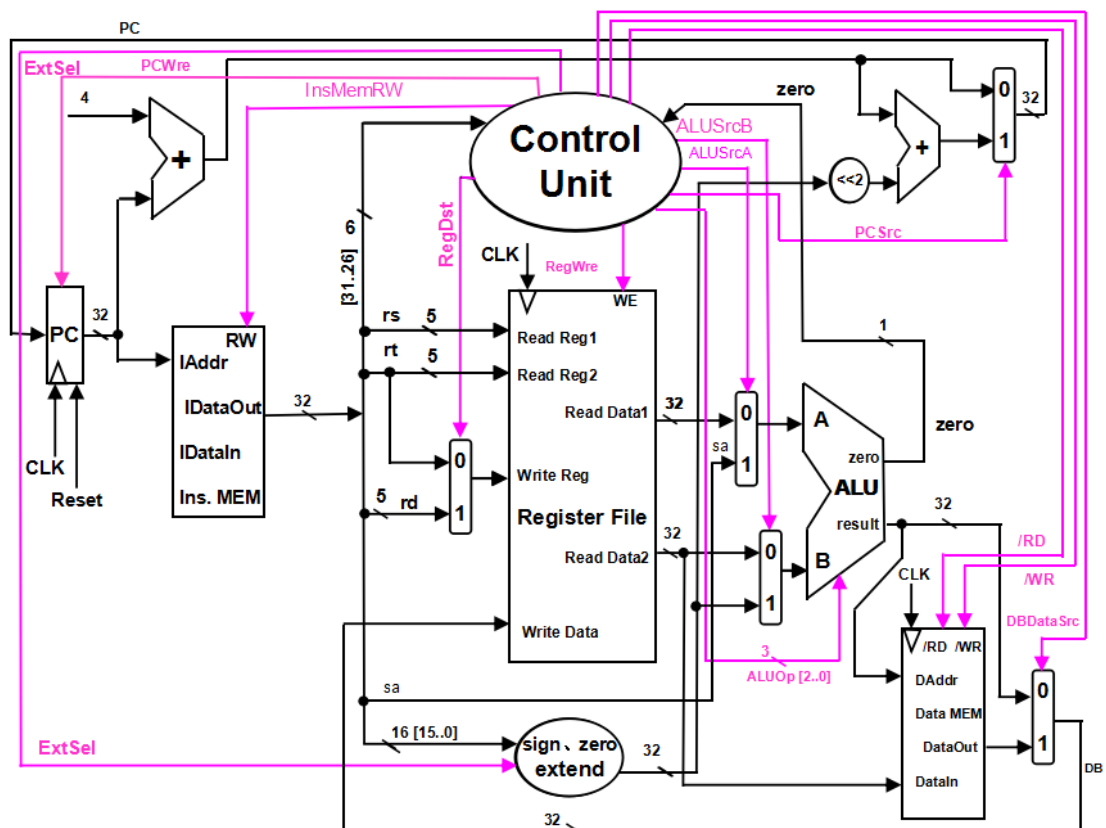 PC
ExtSel
PCWre
InsMemRW
4
+
Control
Unit
zero
ALUSrcB
ALUSrcA
<<2
+
0
1
32
PCSrc
6
[31..26]
RegDst
CLK
RegWre
WE
PC
32
CLK
Reset
RW
IAddr
IDataOut
IDataIn
Ins. MEM
32
rs
5
rt
5
0
1
5
rd
Read Reg1
Read Reg2
Read Data1
Write Reg
Register File
Read Data2
Write Data
32
32
sa
0
1
0
1
A
B
zero
ALU
result
1
zero
32
3
ALUOp [2..0]
/RD
/WR
CLK
DBDataSrc
/RD
/WR
DAddr
Data MEM
DataOut
DataIn
0
1
DB
sa
16 [15..0]
ExtSel
sign、zero
extend
32
32